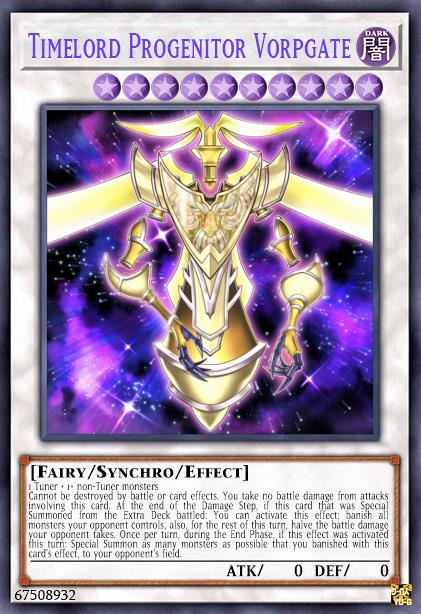 TIMELORD PROGENITOR VORPGATE
DARK
闇
[FAIRY/SYNCHRO/EFFECT]
1 Tuner + 1+ non-Tuner monsters
Cannot be destroyed by battle or card effects. You take no battle damage from attacks
involving this card. At the end of the Damage Step, if this card that was Special
Summoned from the Extra Deck battled: You can activate this effect; banish all
monsters your opponent controls, also, for the rest of this turn, halve the battle damage
your opponent takes. Once per turn, during the End Phase, if this effect was activated
this turn: Special Summon as many monsters as possible that you banished with this
card's effect, to your opponent's field.
ATK/ 0 DEF/ 0
67508932